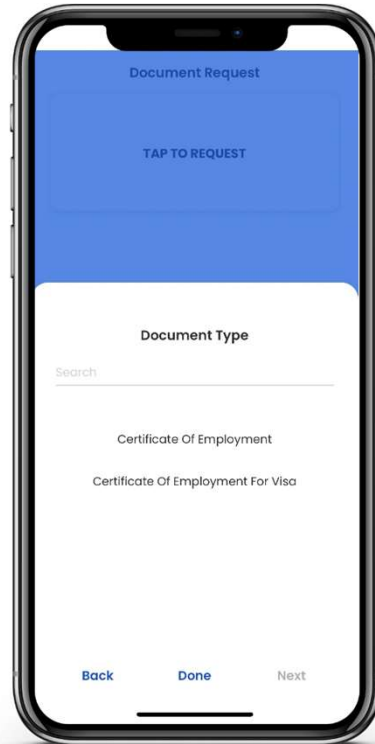 Document Request
TAP TO REQUEST
Document Type
Search
Certificate Of Employment
Certificate Of Employment For Visa
Back Done Next